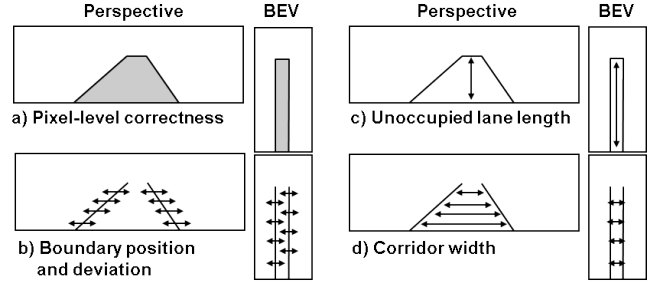 Perspective BEV Perspective BEV
a) Pixel-level correctness c) Unoccupied lane length
b) Boundary position
and deviation
d) Corridor width